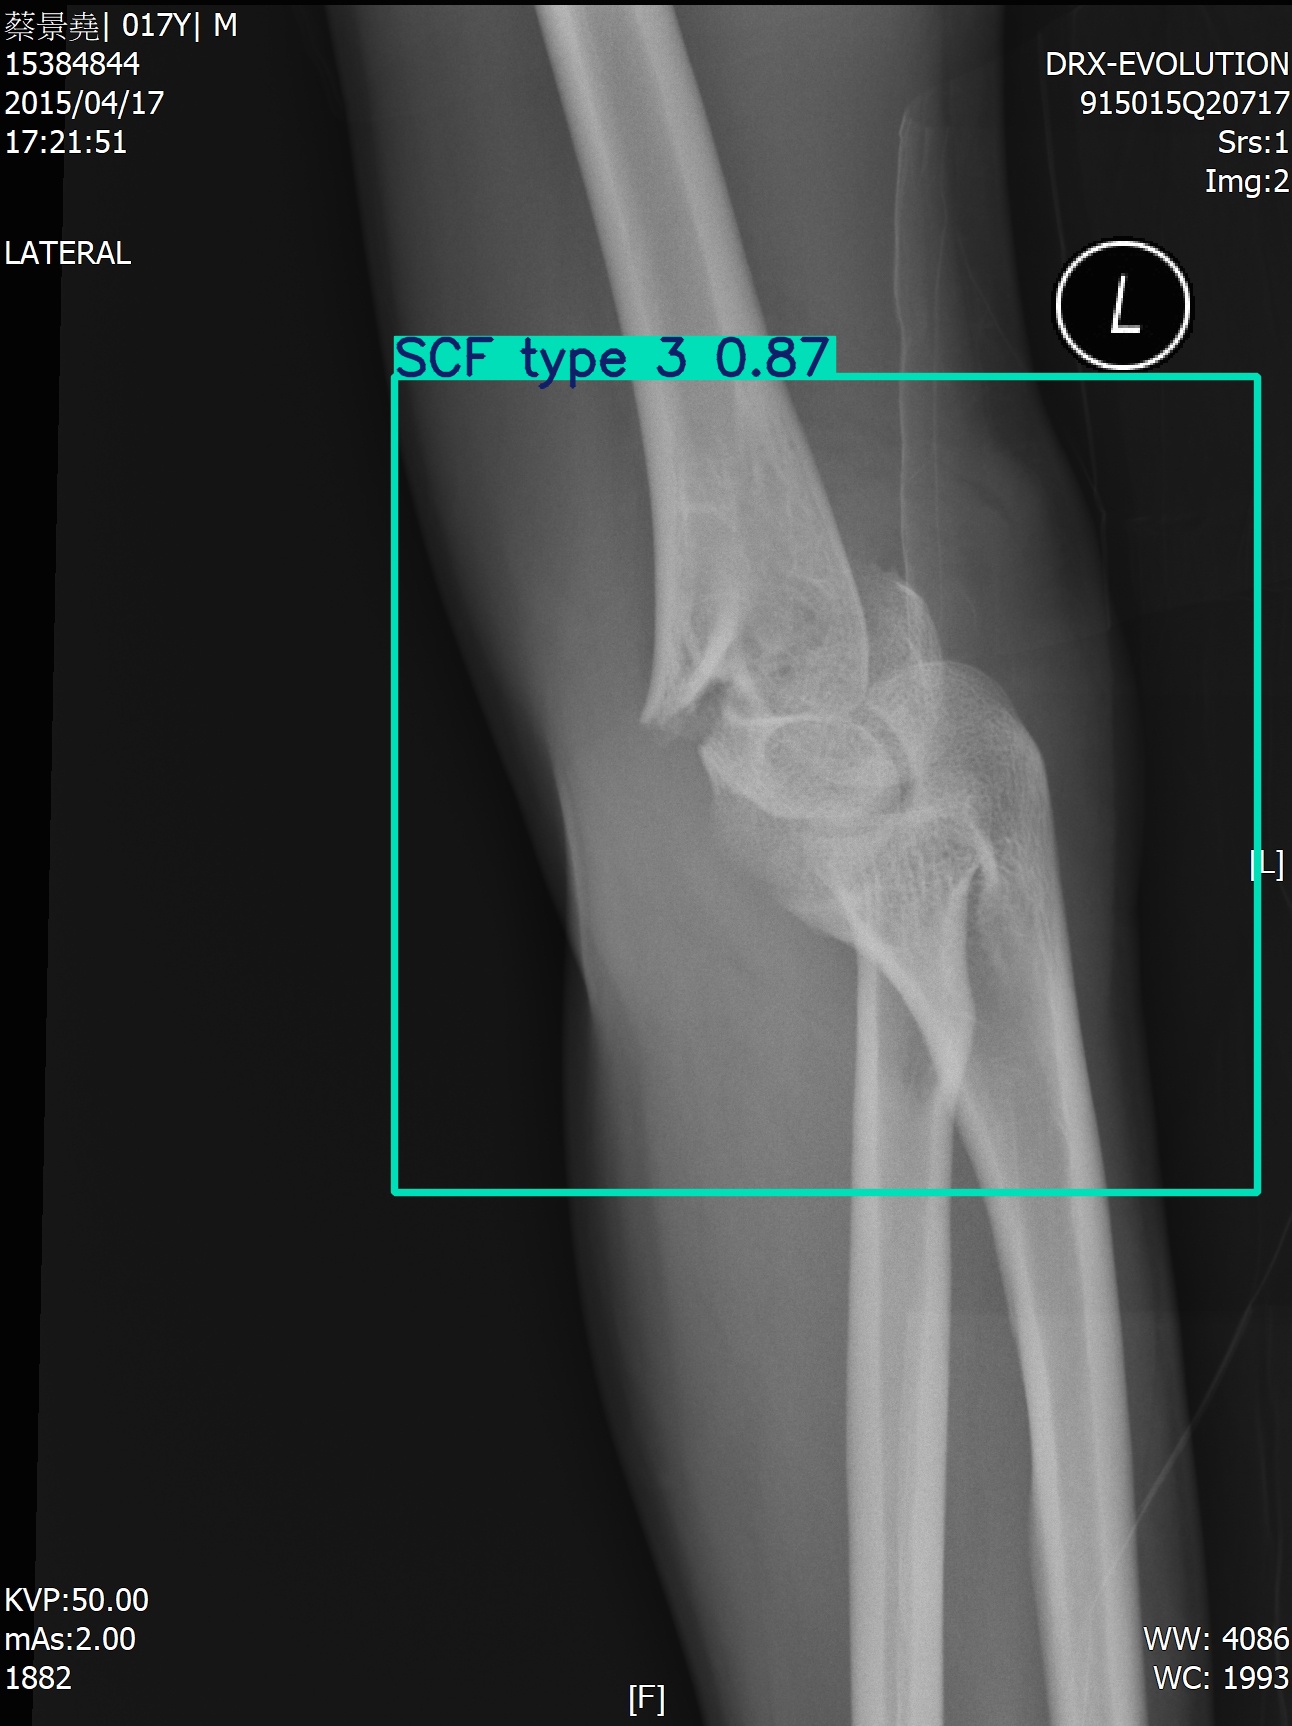 蔡景堯| 017Y| M
15384844
2015/04/17
17:21:51
LATERAL
DRX-EVOLUTION
915015Q20717
Srs:1
Img:2
L
SCF type 3 0.87
[L]
KVP:50.00
mAs:2.00
1882
[F]
WW: 4086
WC: 1993